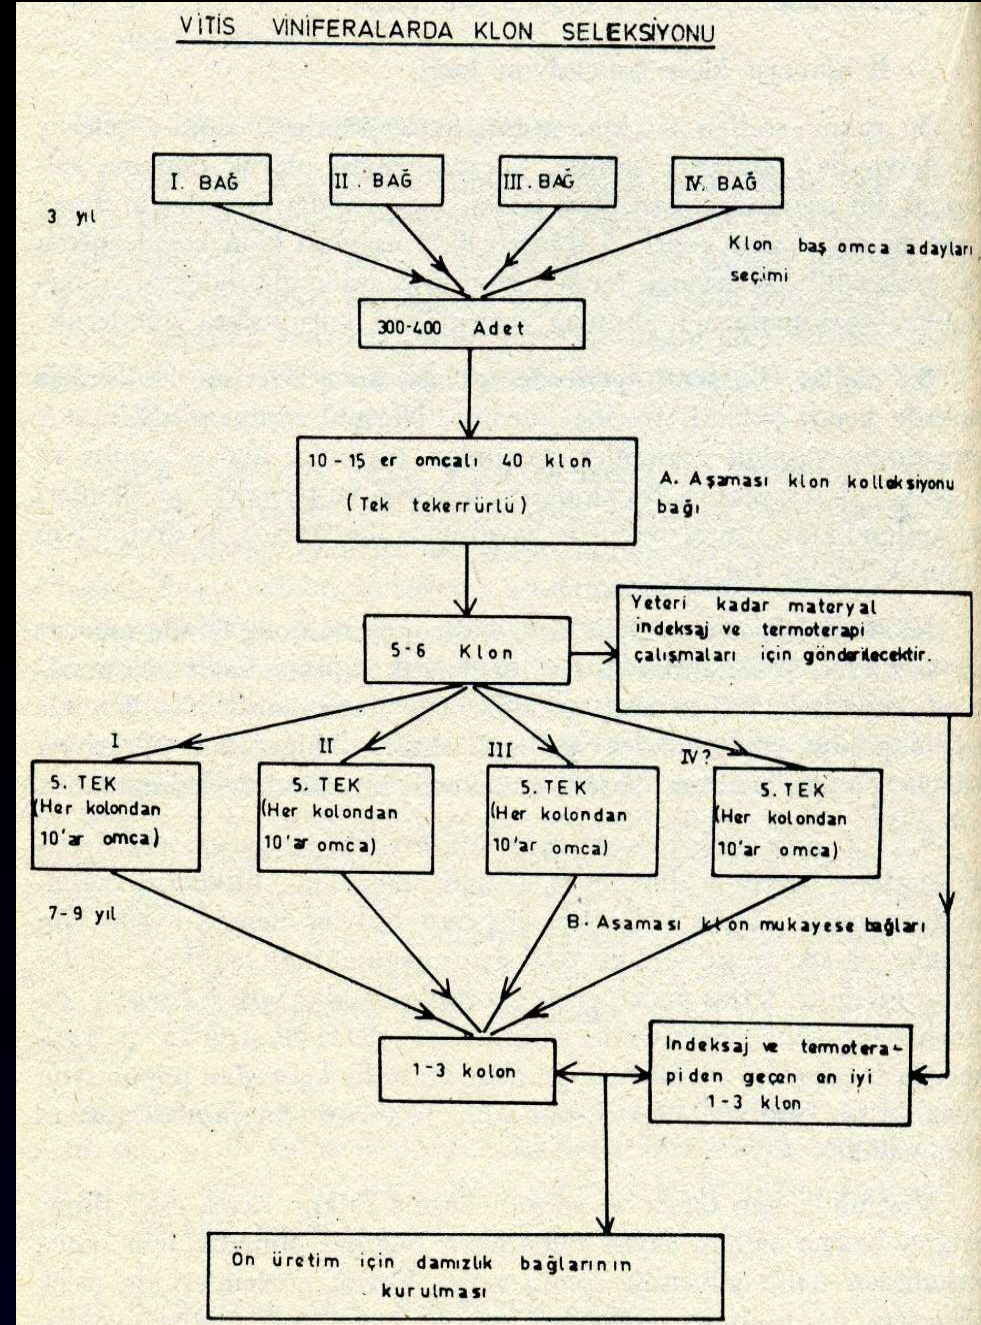 VİTİS VİNİFERALARDA KLON SELEKSİYONU
I. BAĞ
II. BAĞ
III. BAĞ
IV. BAĞ
3 yıl
Klon baş omca adayları
seçimi
300-400 Adet
10-15 er omcalı 40 klon
(Tek tekerrürlü)
A. Aşaması klon kolleksiyonu
bağı
5-6 Klon
Yeteri kadar materyal
indeksaj ve termoterapi
çalışmaları için gönderilecektir.
I
II
III
IV?
5. TEK
(Her kolondan
10'ar omca)
5. TEK
(Her kolondan
10'ar omca)
5. TEK
(Her kolondan
10'ar omca)
5. TEK
(Her kolondan
10'ar omca)
7-9 yıl
B. Aşaması klon mukayese bağları
1-3 kolon
Indeksaj ve termotera-
piden geçen en iyi
1-3 klon
Ön üretim için damızlık bağlarının
kurulması